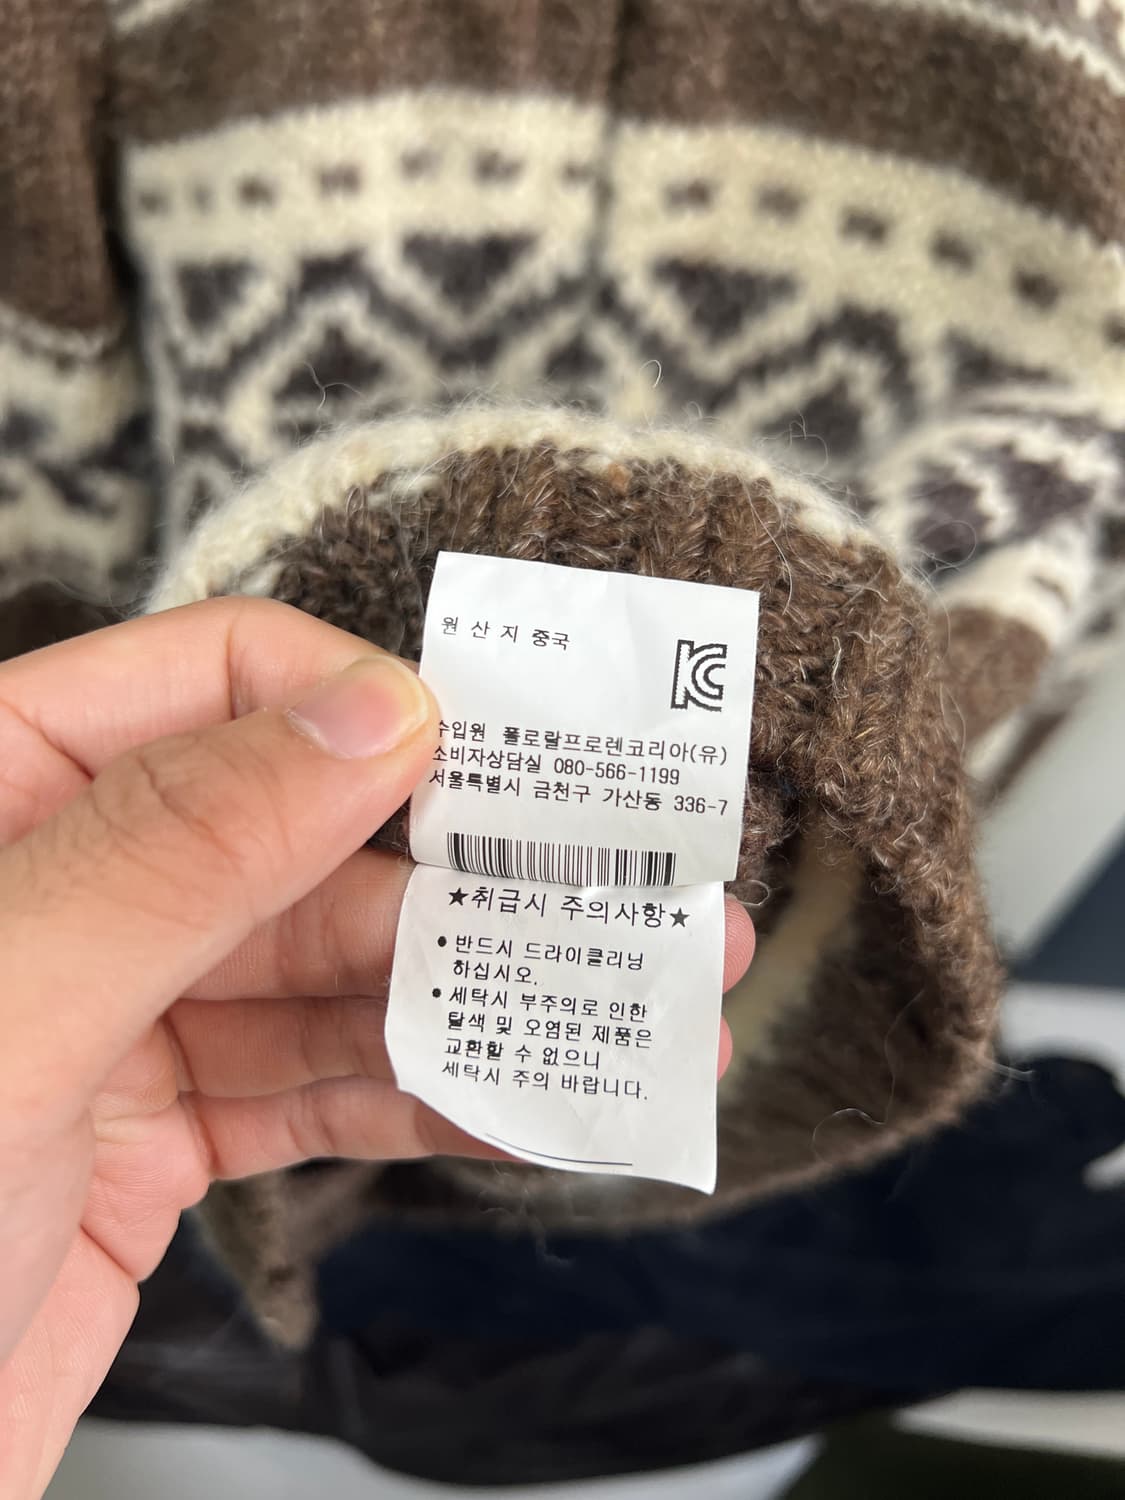 원 산 지 중국
KC
수입원 폴로랄프로렌코리아(유)
소비자상담실 080-566-1199
서울특별시 금천구 가산동 336-7
★취급시 주의사항★
● 반드시 드라이클리닝
하십시오.
● 세탁시 부주의로 인한
탈색 및 오염된 제품은
교환할 수 없으니
세탁시 주의 바랍니다.